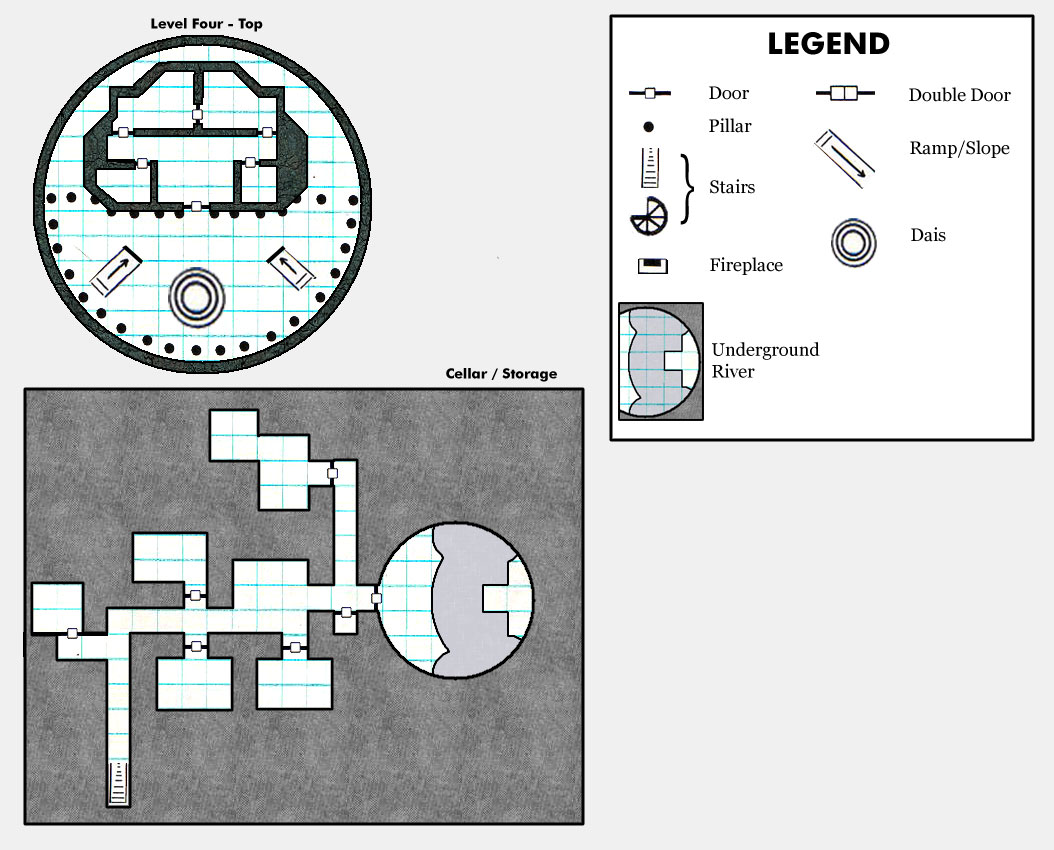 Level Four - Top
LEGEND
Door
Double Door
Pillar
Ramp/Slope
Stairs
Dais
Fireplace
Underground
River
Cellar / Storage